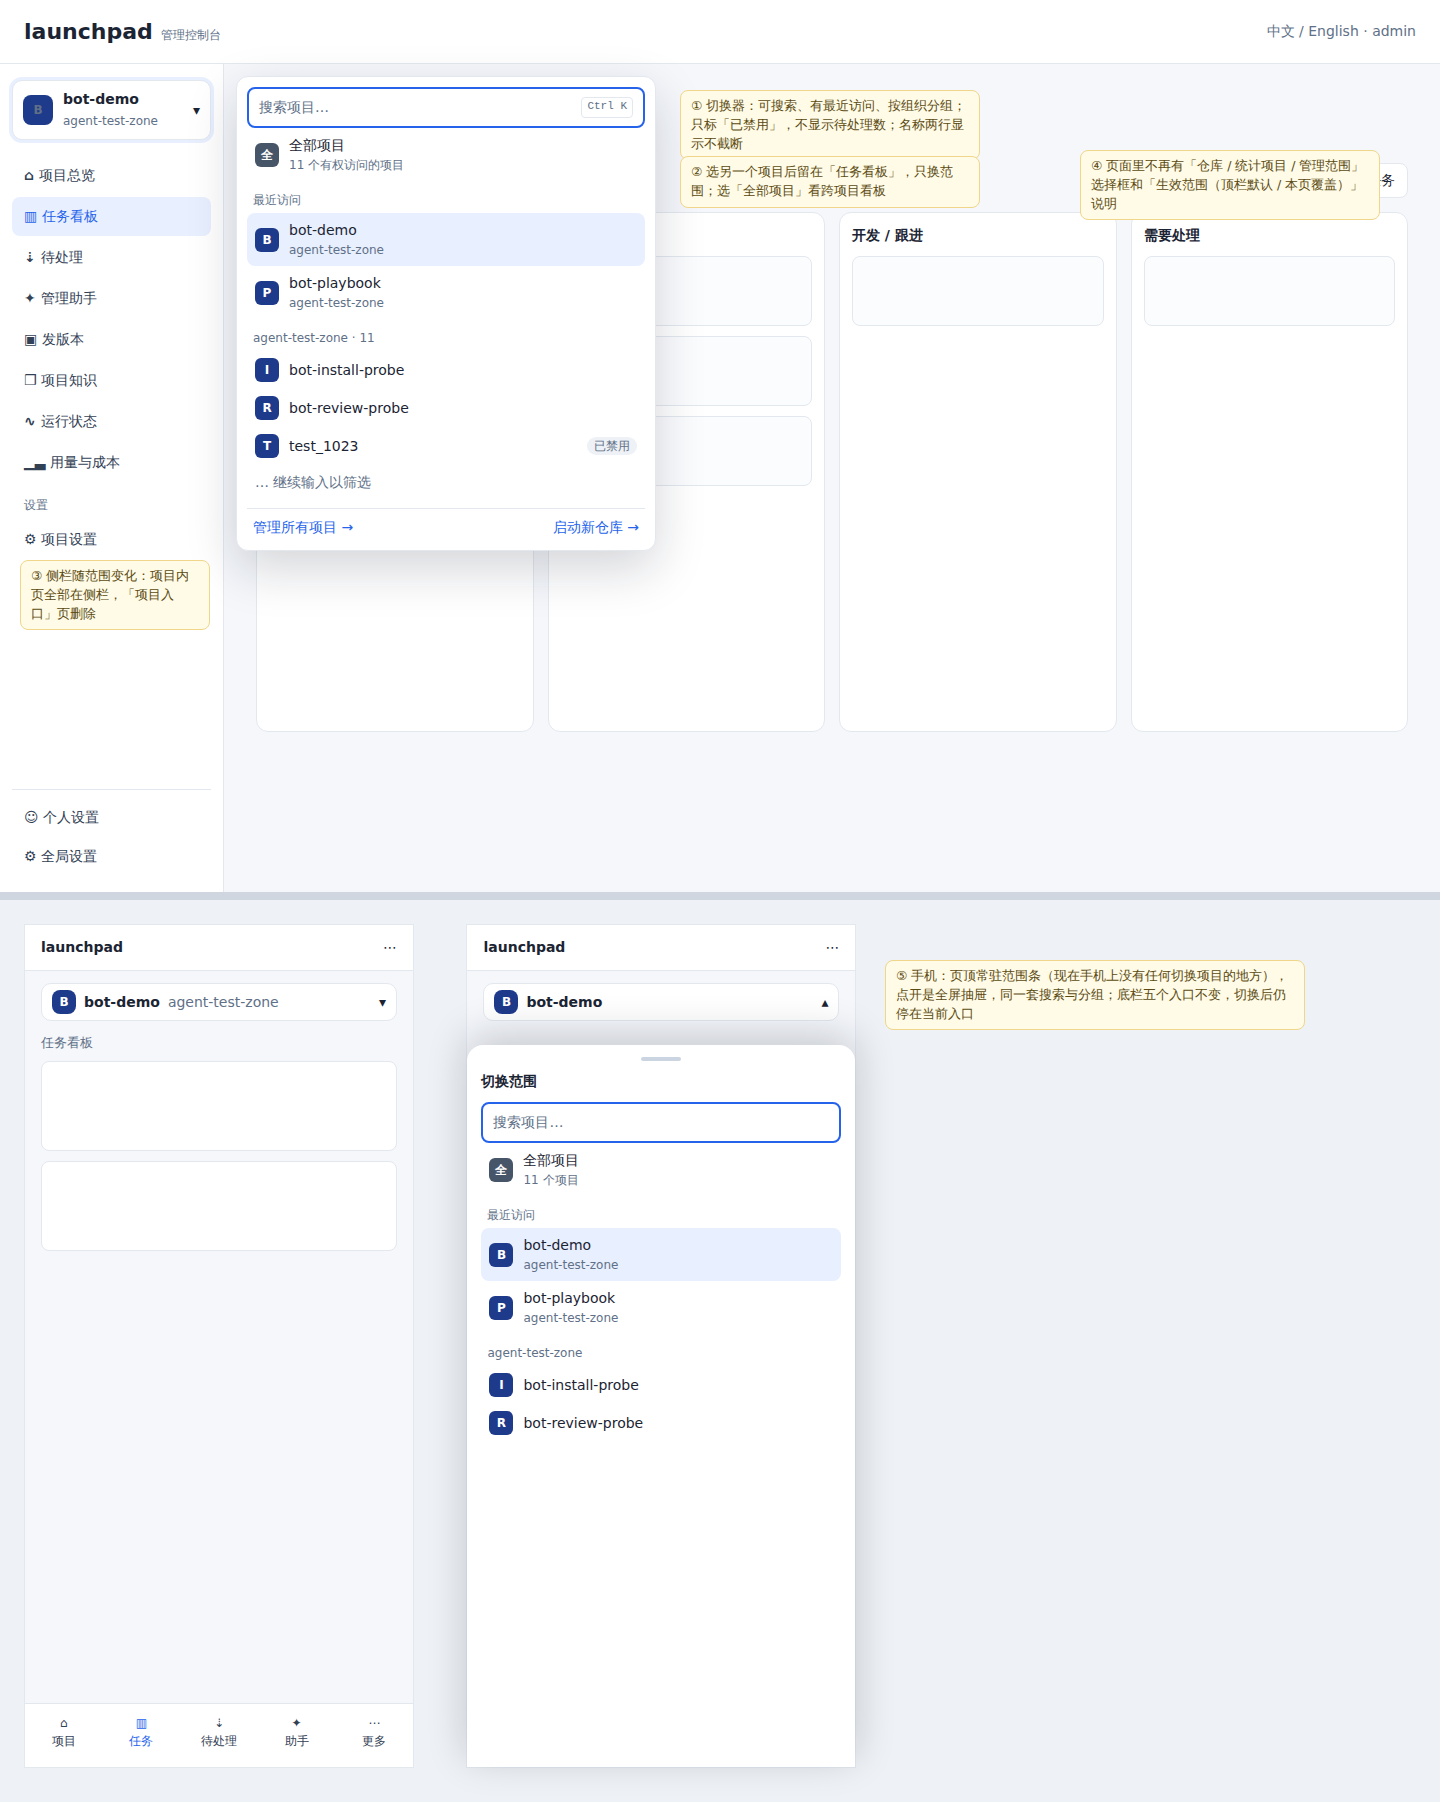 launchpad 管理控制台
中文 / English · admin
B
bot-demo
agent-test-zone
▾
⌂ 项目总览
▥ 任务看板
⇣ 待处理
✦ 管理助手
▣ 发版本
❒ 项目知识
∿ 运行状态
▁▃ 用量与成本
设置
⚙ 项目设置
③ 侧栏随范围变化：项目内
页全部在侧栏，「项目入
口」页删除
☺ 个人设置
⚙ 全局设置
搜索项目…
Ctrl K
全
全部项目
11 个有权访问的项目
最近访问
B
bot-demo
agent-test-zone
P
bot-playbook
agent-test-zone
agent-test-zone · 11
I
bot-install-probe
R
bot-review-probe
T
test_1023
已禁用
… 继续输入以筛选
管理所有项目 →
启动新仓库 →
① 切换器：可搜索、有最近访问、按组织分组；
只标「已禁用」，不显示待处理数；名称两行显
示不截断
② 选另一个项目后留在「任务看板」，只换范
围；选「全部项目」看跨项目看板
④ 页面里不再有「仓库 / 统计项目 / 管理范围」
选择框和「生效范围（顶栏默认 / 本页覆盖）」
说明
务
开发 / 跟进
需要处理
launchpad
⋯
B bot-demo agent-test-zone ▾
任务看板
⌂
项目
▥
任务
⇣
待处理
✦
助手
⋯
更多
launchpad
⋯
B bot-demo ▴
切换范围
搜索项目…
全
全部项目
11 个项目
最近访问
B
bot-demo
agent-test-zone
P
bot-playbook
agent-test-zone
agent-test-zone
I
bot-install-probe
R
bot-review-probe
⑤ 手机：页顶常驻范围条（现在手机上没有任何切换项目的地方），
点开是全屏抽屉，同一套搜索与分组；底栏五个入口不变，切换后仍
停在当前入口